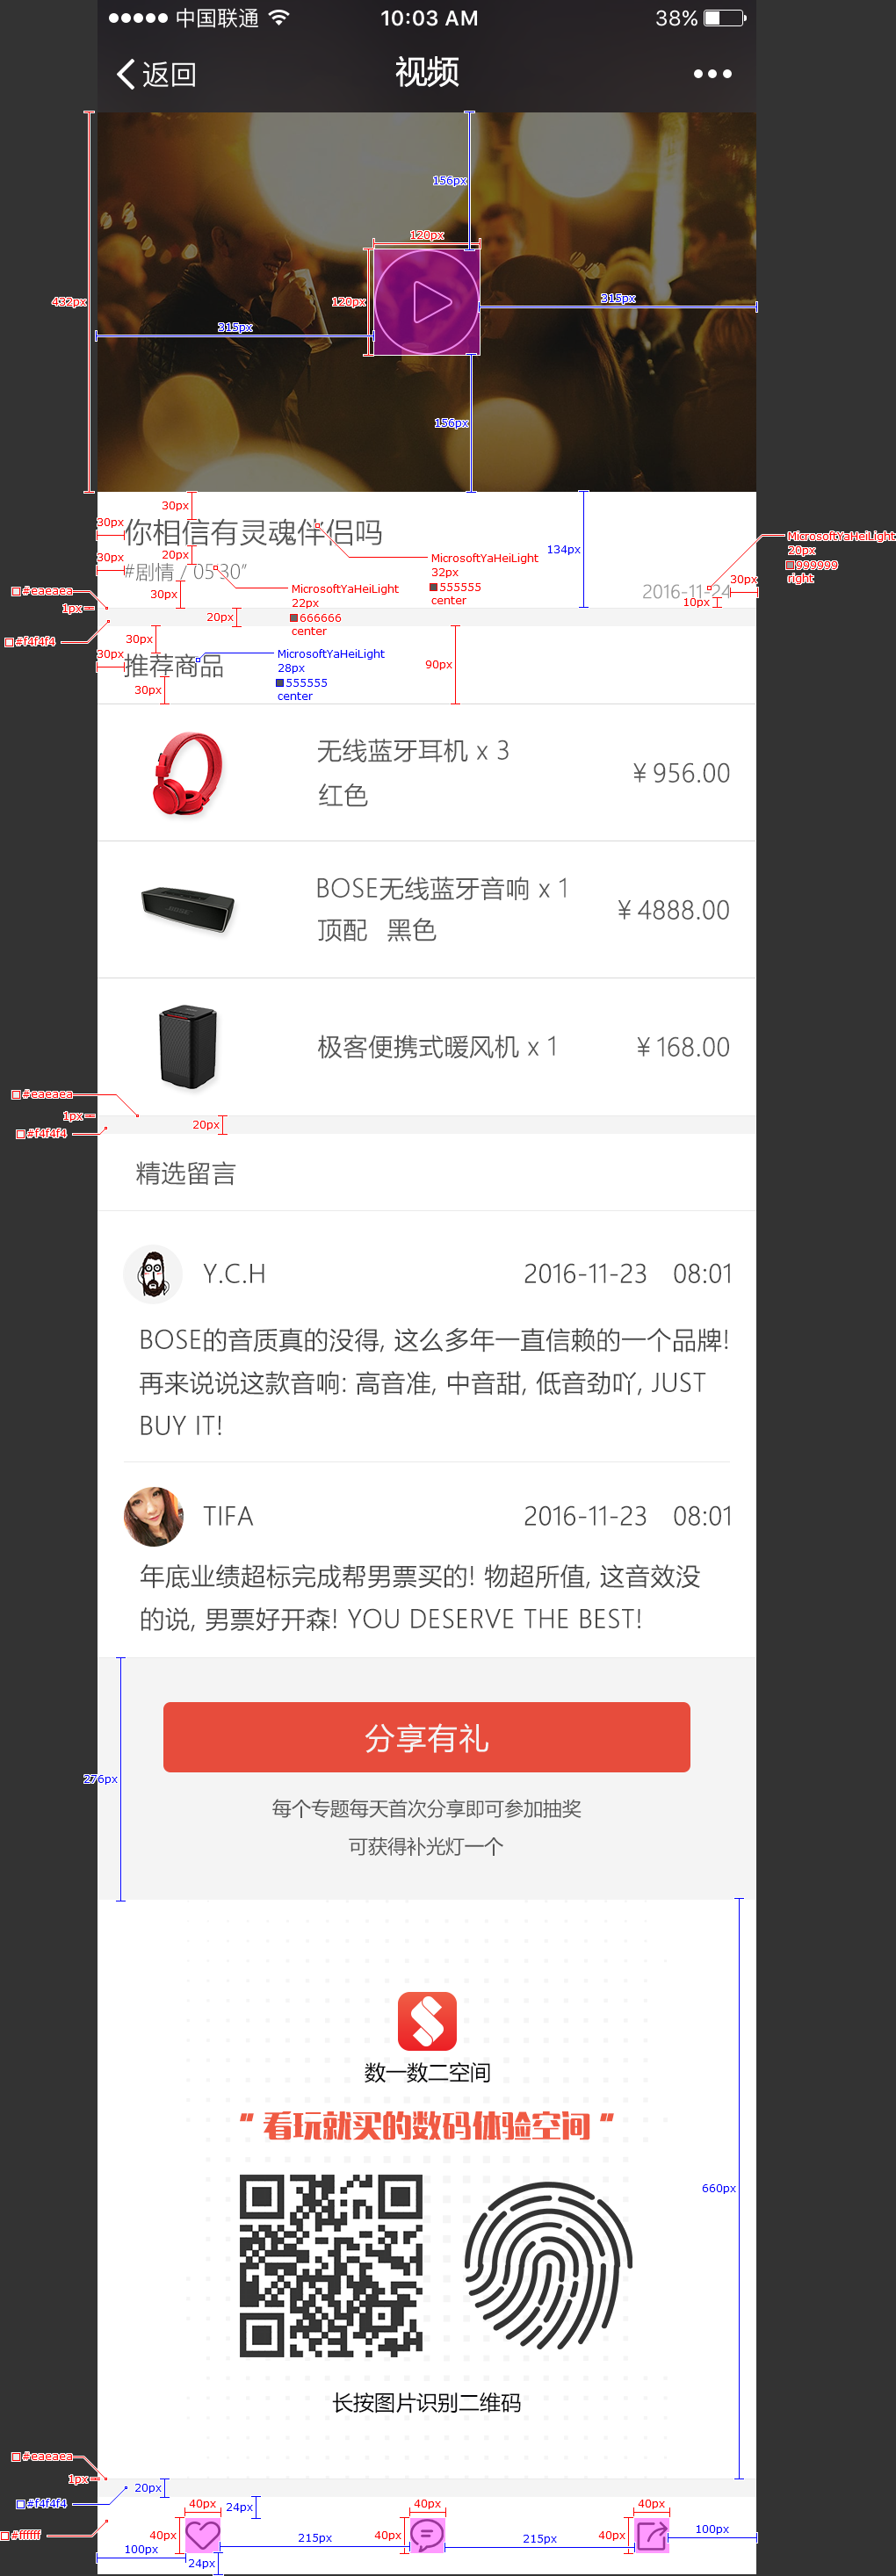 中国联通 10:03 AM 38%
返回 视频
156px
120px
432px 120px 315px
315px
156px
30px
30px 你相信有灵魂伴侣吗 134px
20px
30px #剧情 / 05'30”
MicrosoftYaHeiLight
32px
555555
center
MicrosoftYaHeiLight
20px
999999
right
30px
2016-11-24
10px
#eaeaea
30px
MicrosoftYaHeiLight
22px
666666
center
1px
20px
#f4f4f4
30px
30px 推荐商品
30px
MicrosoftYaHeiLight
28px
555555
center
90px
无线蓝牙耳机 x 3
红色
¥ 956.00
BOSE无线蓝牙音响 x 1
顶配 黑色
¥ 4888.00
极客便携式暖风机 x 1
¥ 168.00
#eaeaea
1px
20px
#f4f4f4
精选留言
Y.C.H 2016-11-23 08:01
BOSE的音质真的没得, 这么多年一直信赖的一个品牌!
再来说说这款音响: 高音准, 中音甜, 低音劲吖, JUST
BUY IT!
TIFA 2016-11-23 08:01
年底业绩超标完成帮男票买的! 物超所值, 这音效没
的说, 男票好开森! YOU DESERVE THE BEST!
分享有礼
276px
每个专题每天首次分享即可参加抽奖
可获得补光灯一个
数一数二空间
" 看玩就买的数码体验空间 "
660px
长按图片识别二维码
#eaeaea
1px
20px
#f4f4f4
40px 24px 40px 40px
#ffffff
40px 215px 40px 215px 40px 100px
100px
24px